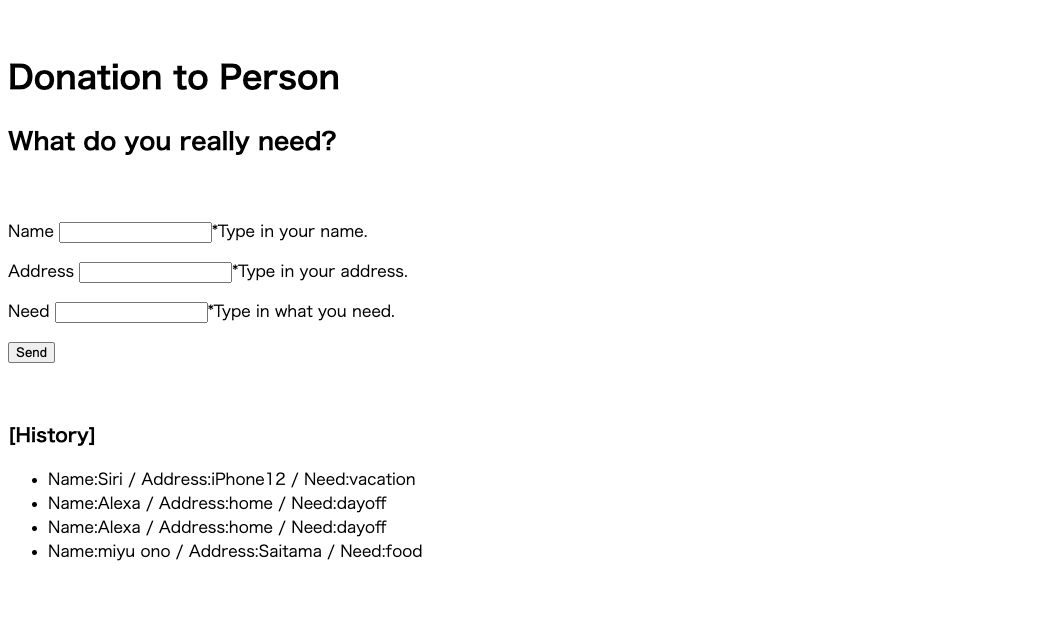 Donation to Person
What do you really need?
Name *Type in your name.
Address *Type in your address.
Need *Type in what you need.
Send
[History]
• Name:Siri / Address:iPhone12 / Need:vacation
• Name:Alexa / Address:home / Need:dayoff
• Name:Alexa / Address:home / Need:dayoff
• Name:miyu ono / Address:Saitama / Need:food